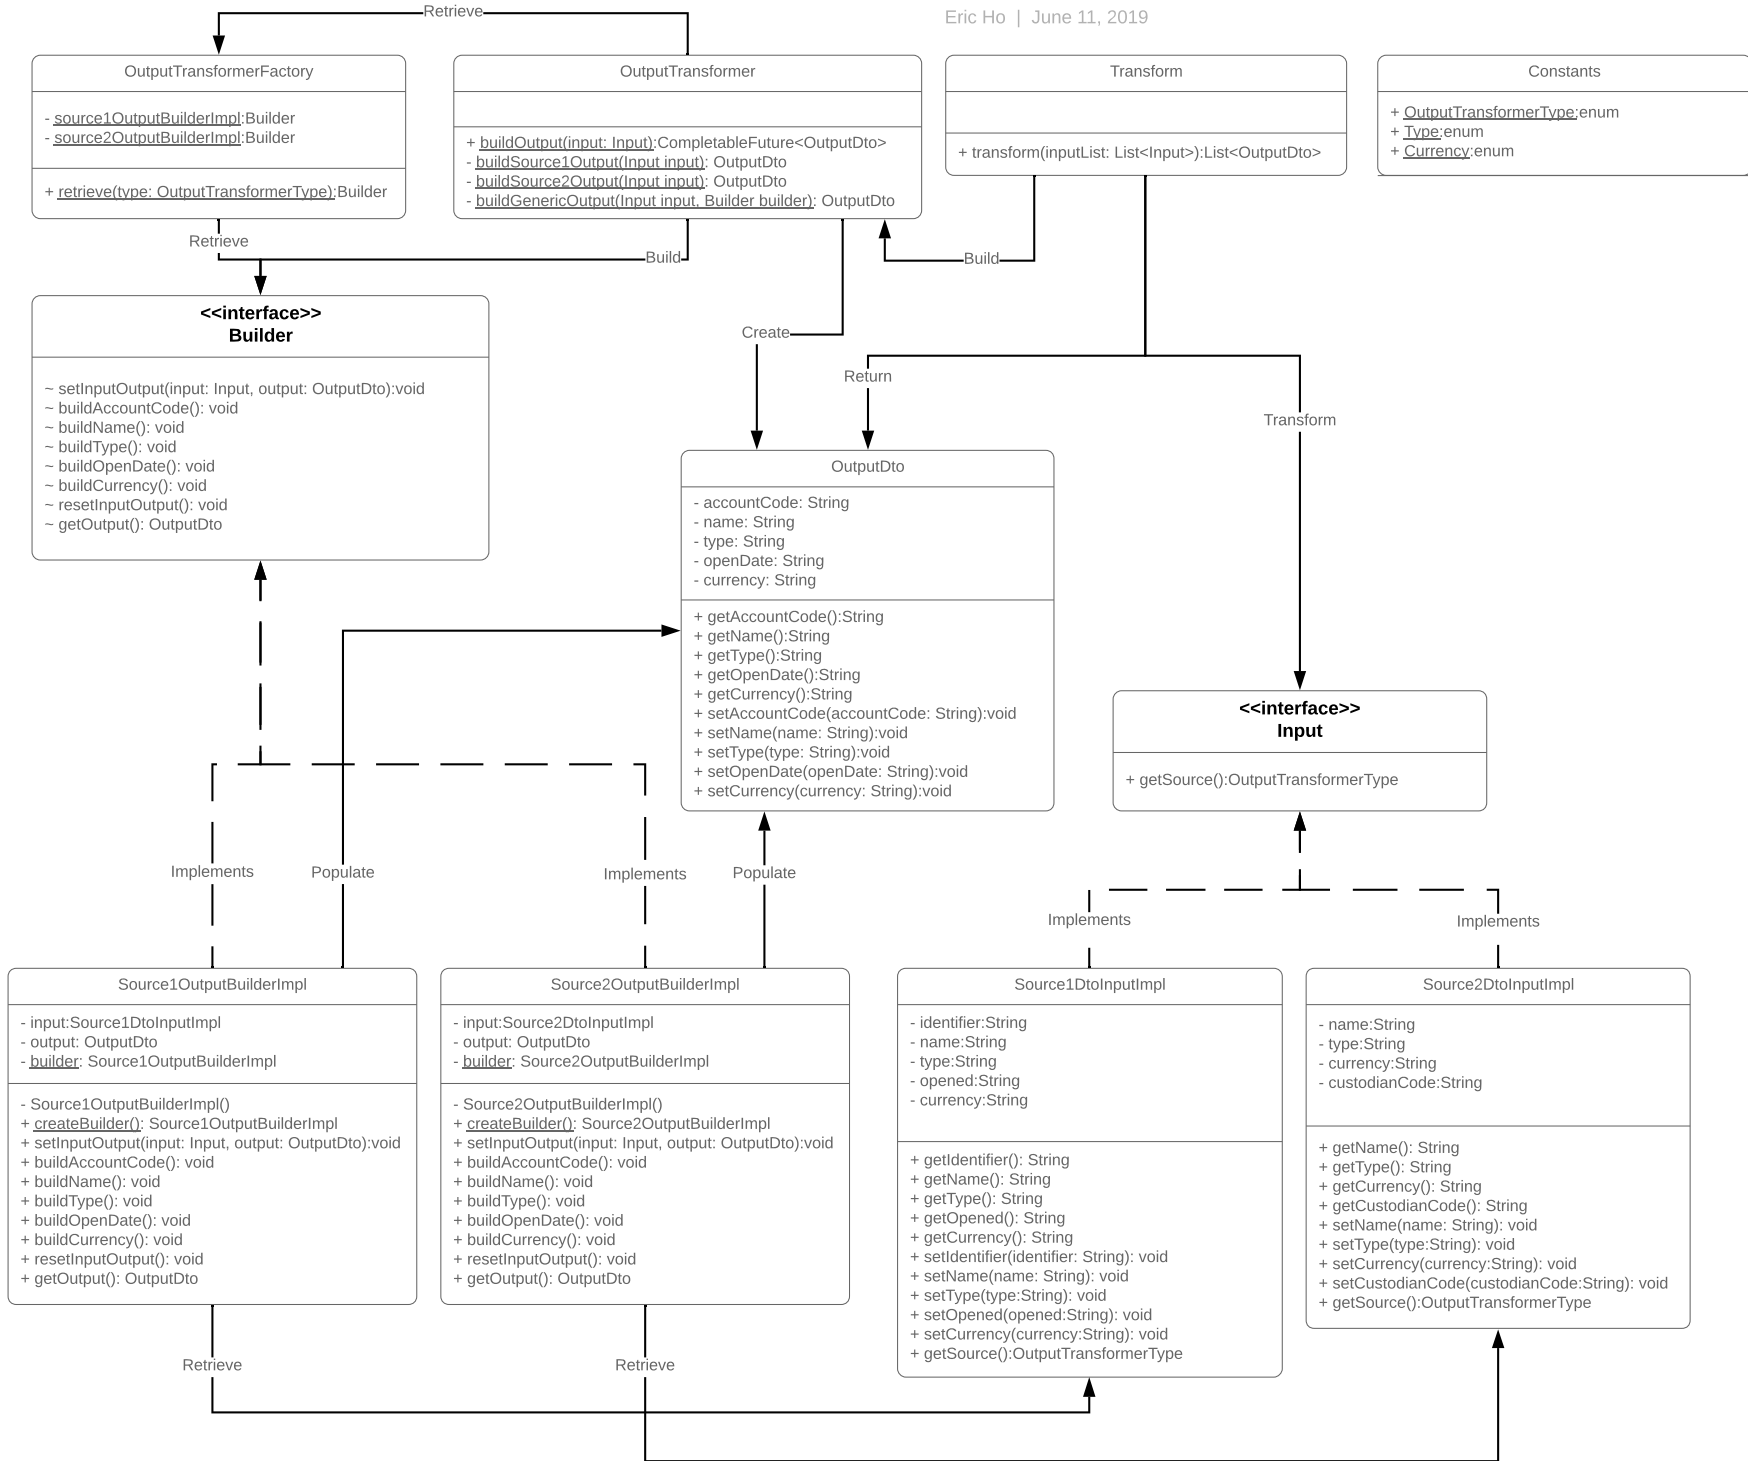 Retrieve
Eric Ho | June 11, 2019
OutputTransformerFactory
- source1OutputBuilderImpl:Builder
- source2OutputBuilderImpl:Builder
+ retrieve(type: OutputTransformerType):Builder
OutputTransformer
+ buildOutput(input: Input):CompletableFuture<OutputDto>
- buildSource1Output(Input input): OutputDto
- buildSource2Output(Input input): OutputDto
- buildGenericOutput(Input input, Builder builder): OutputDto
Transform
+ transform(inputList: List<Input>):List<OutputDto>
Constants
+ OutputTransformerType:enum
+ Type:enum
+ Currency:enum
Retrieve
Build
Build
<<interface>>
Builder
~ setInputOutput(input: Input, output: OutputDto):void
~ buildAccountCode(): void
~ buildName(): void
~ buildType(): void
~ buildOpenDate(): void
~ buildCurrency(): void
~ resetInputOutput(): void
~ getOutput(): OutputDto
Create
Return
Transform
OutputDto
- accountCode: String
- name: String
- type: String
- openDate: String
- currency: String
+ getAccountCode():String
+ getName():String
+ getType():String
+ getOpenDate():String
+ getCurrency():String
+ setAccountCode(accountCode: String):void
+ setName(name: String):void
+ setType(type: String):void
+ setOpenDate(openDate: String):void
+ setCurrency(currency: String):void
<<interface>>
Input
+ getSource():OutputTransformerType
Implements
Populate
Implements
Populate
Implements
Implements
Source1OutputBuilderImpl
- input:Source1DtoInputImpl
- output: OutputDto
- builder: Source1OutputBuilderImpl
- Source1OutputBuilderImpl()
+ createBuilder(): Source1OutputBuilderImpl
+ setInputOutput(input: Input, output: OutputDto):void
+ buildAccountCode(): void
+ buildName(): void
+ buildType(): void
+ buildOpenDate(): void
+ buildCurrency(): void
+ resetInputOutput(): void
+ getOutput(): OutputDto
Source2OutputBuilderImpl
- input:Source2DtoInputImpl
- output: OutputDto
- builder: Source2OutputBuilderImpl
- Source2OutputBuilderImpl()
+ createBuilder(): Source2OutputBuilderImpl
+ setInputOutput(input: Input, output: OutputDto):void
+ buildAccountCode(): void
+ buildName(): void
+ buildType(): void
+ buildOpenDate(): void
+ buildCurrency(): void
+ resetInputOutput(): void
+ getOutput(): OutputDto
Source1DtoInputImpl
- identifier:String
- name:String
- type:String
- opened:String
- currency:String
+ getIdentifier(): String
+ getName(): String
+ getType(): String
+ getOpened(): String
+ getCurrency(): String
+ setIdentifier(identifier: String): void
+ setName(name: String): void
+ setType(type:String): void
+ setOpened(opened:String): void
+ setCurrency(currency:String): void
+ getSource():OutputTransformerType
Source2DtoInputImpl
- name:String
- type:String
- currency:String
- custodianCode:String
+ getName(): String
+ getType(): String
+ getCurrency(): String
+ getCustodianCode(): String
+ setName(name: String): void
+ setType(type:String): void
+ setCurrency(currency:String): void
+ setCustodianCode(custodianCode:String): void
+ getSource():OutputTransformerType
Retrieve
Retrieve